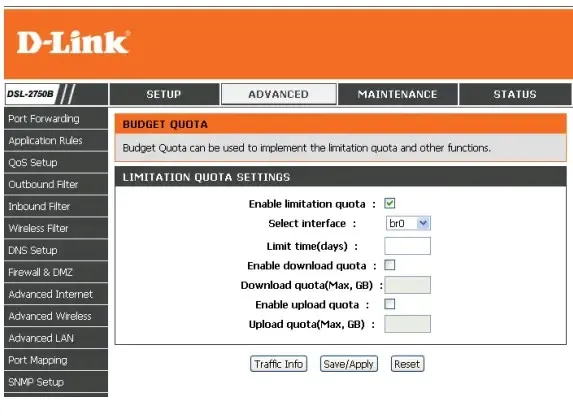 D-Link
DSL-2750B
SETUP
ADVANCED
MAINTENANCE
STATUS
Port Forwarding
Application Rules
QoS Setup
Outbound Filter
Inbound Filter
Wireless Filter
DNS Setup
Firewall & DMZ
Advanced Internet
Advanced Wireless
Advanced LAN
Port Mapping
SNMP Setup
BUDGET QUOTA
Budget Quota can be used to implement the limitation quota and other functions.
LIMITATION QUOTA SETTINGS
Enable limitation quota :
Select interface : br0
Limit time(days) :
Enable download quota :
Download quota(Max, GB) :
Enable upload quota :
Upload quota(Max, GB) :
Traffic Info Save/Apply Reset